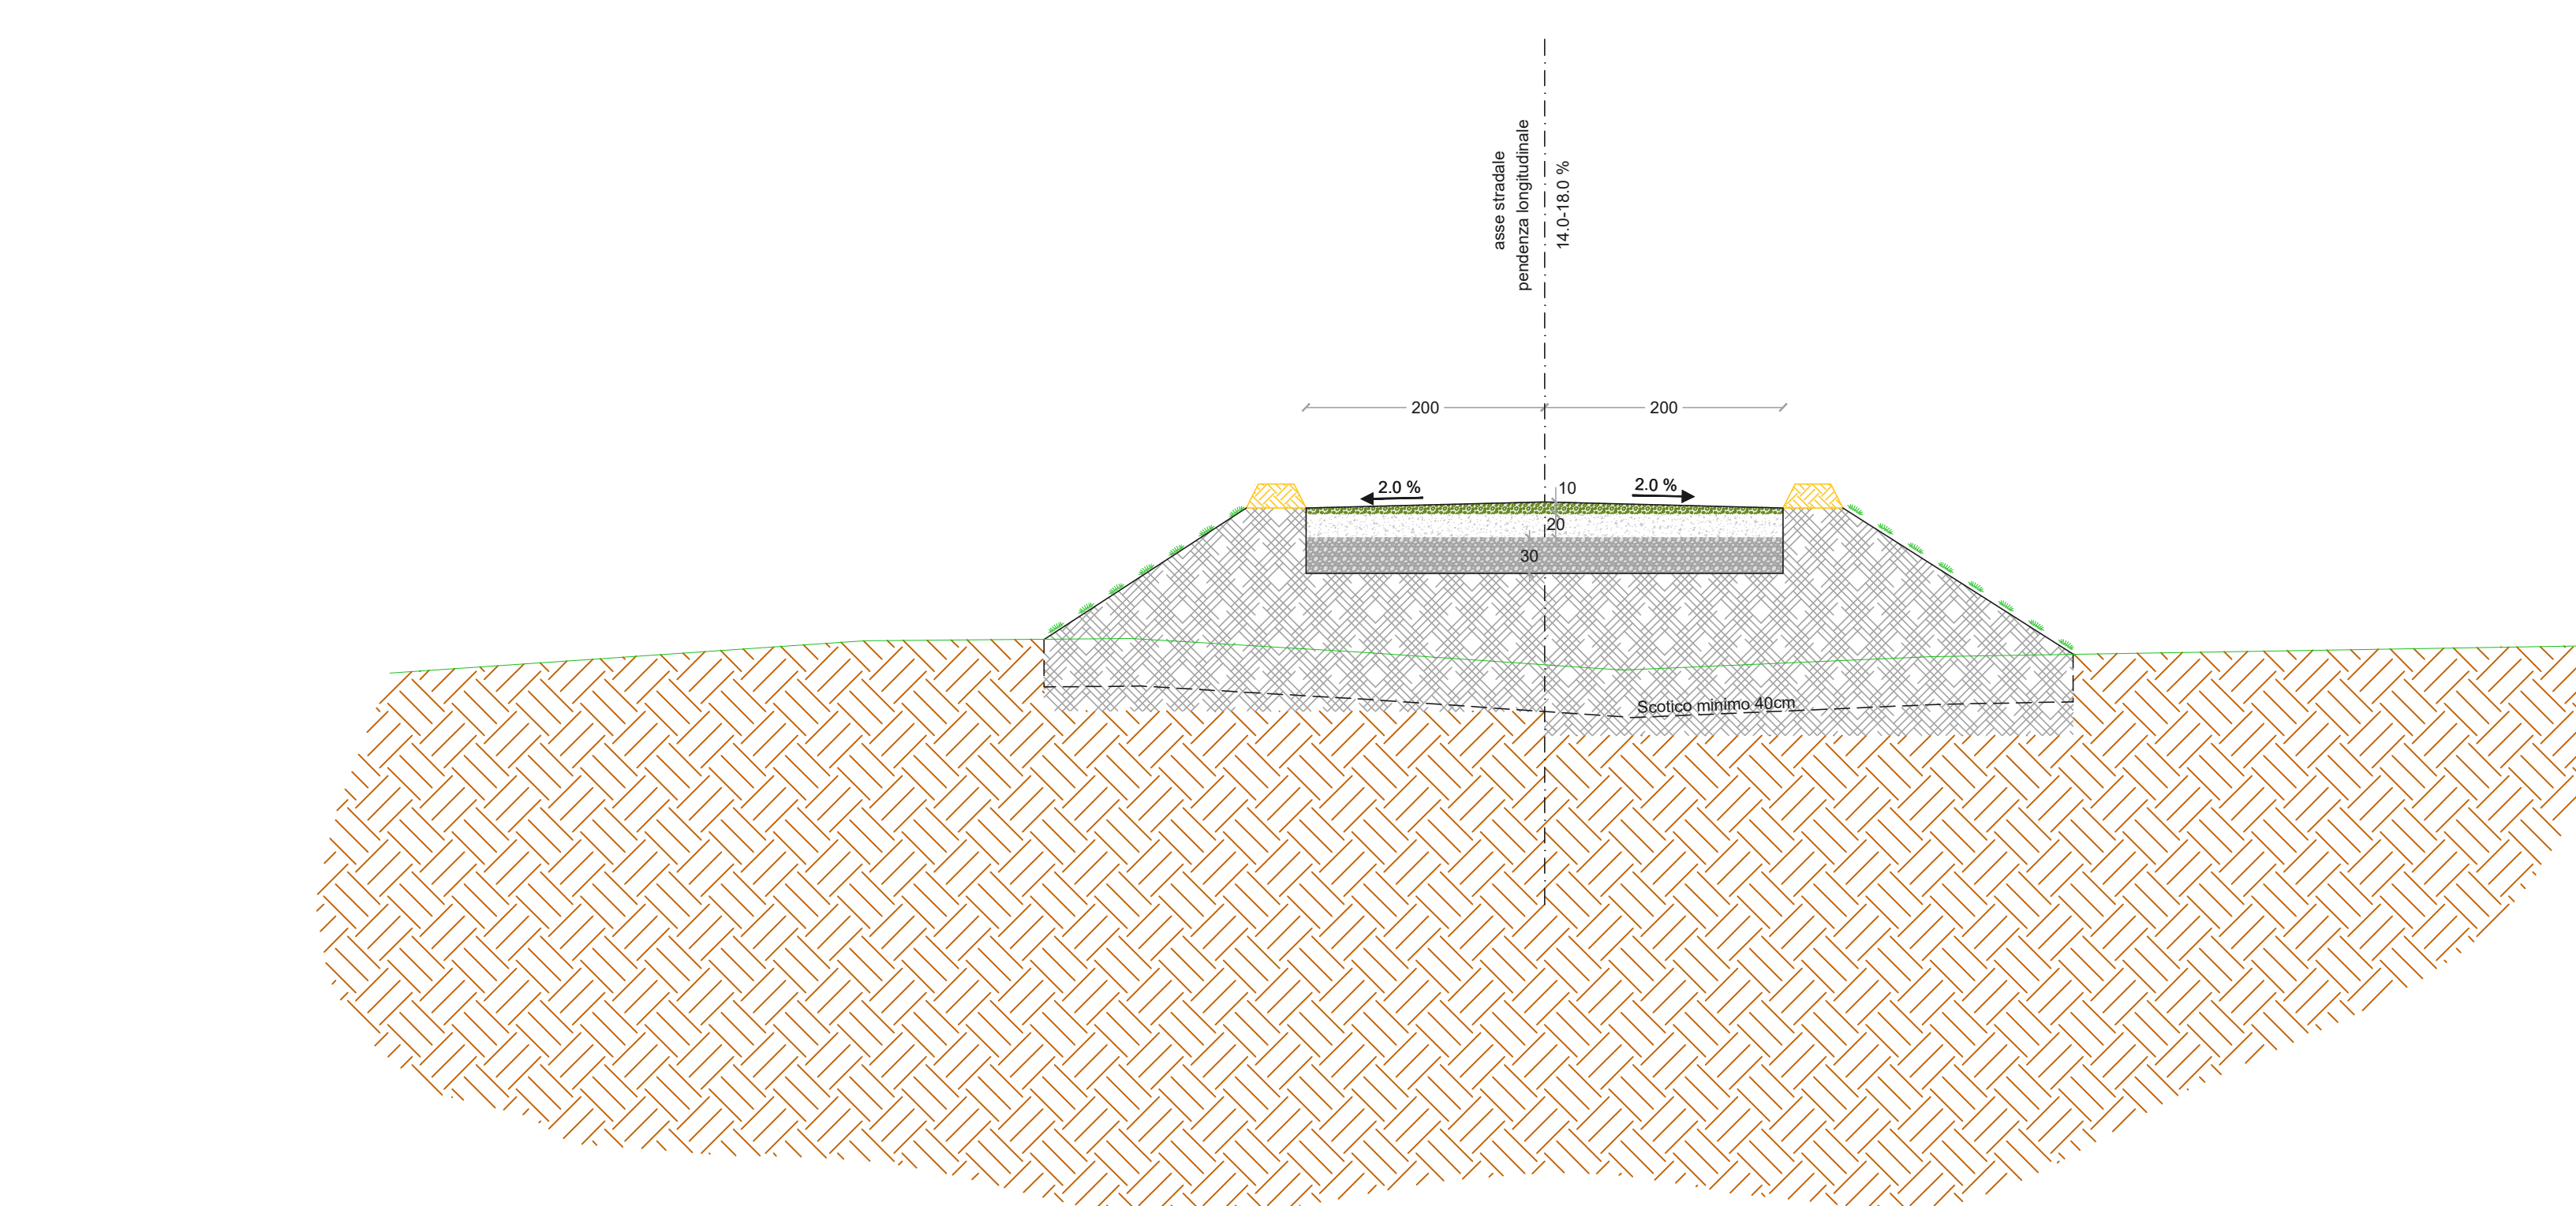 asse stradale
pendenza longitudinale
14.0-18.0 %
200
200
2.0 %
10
2.0 %
20
30
Scotico minimo 40cm